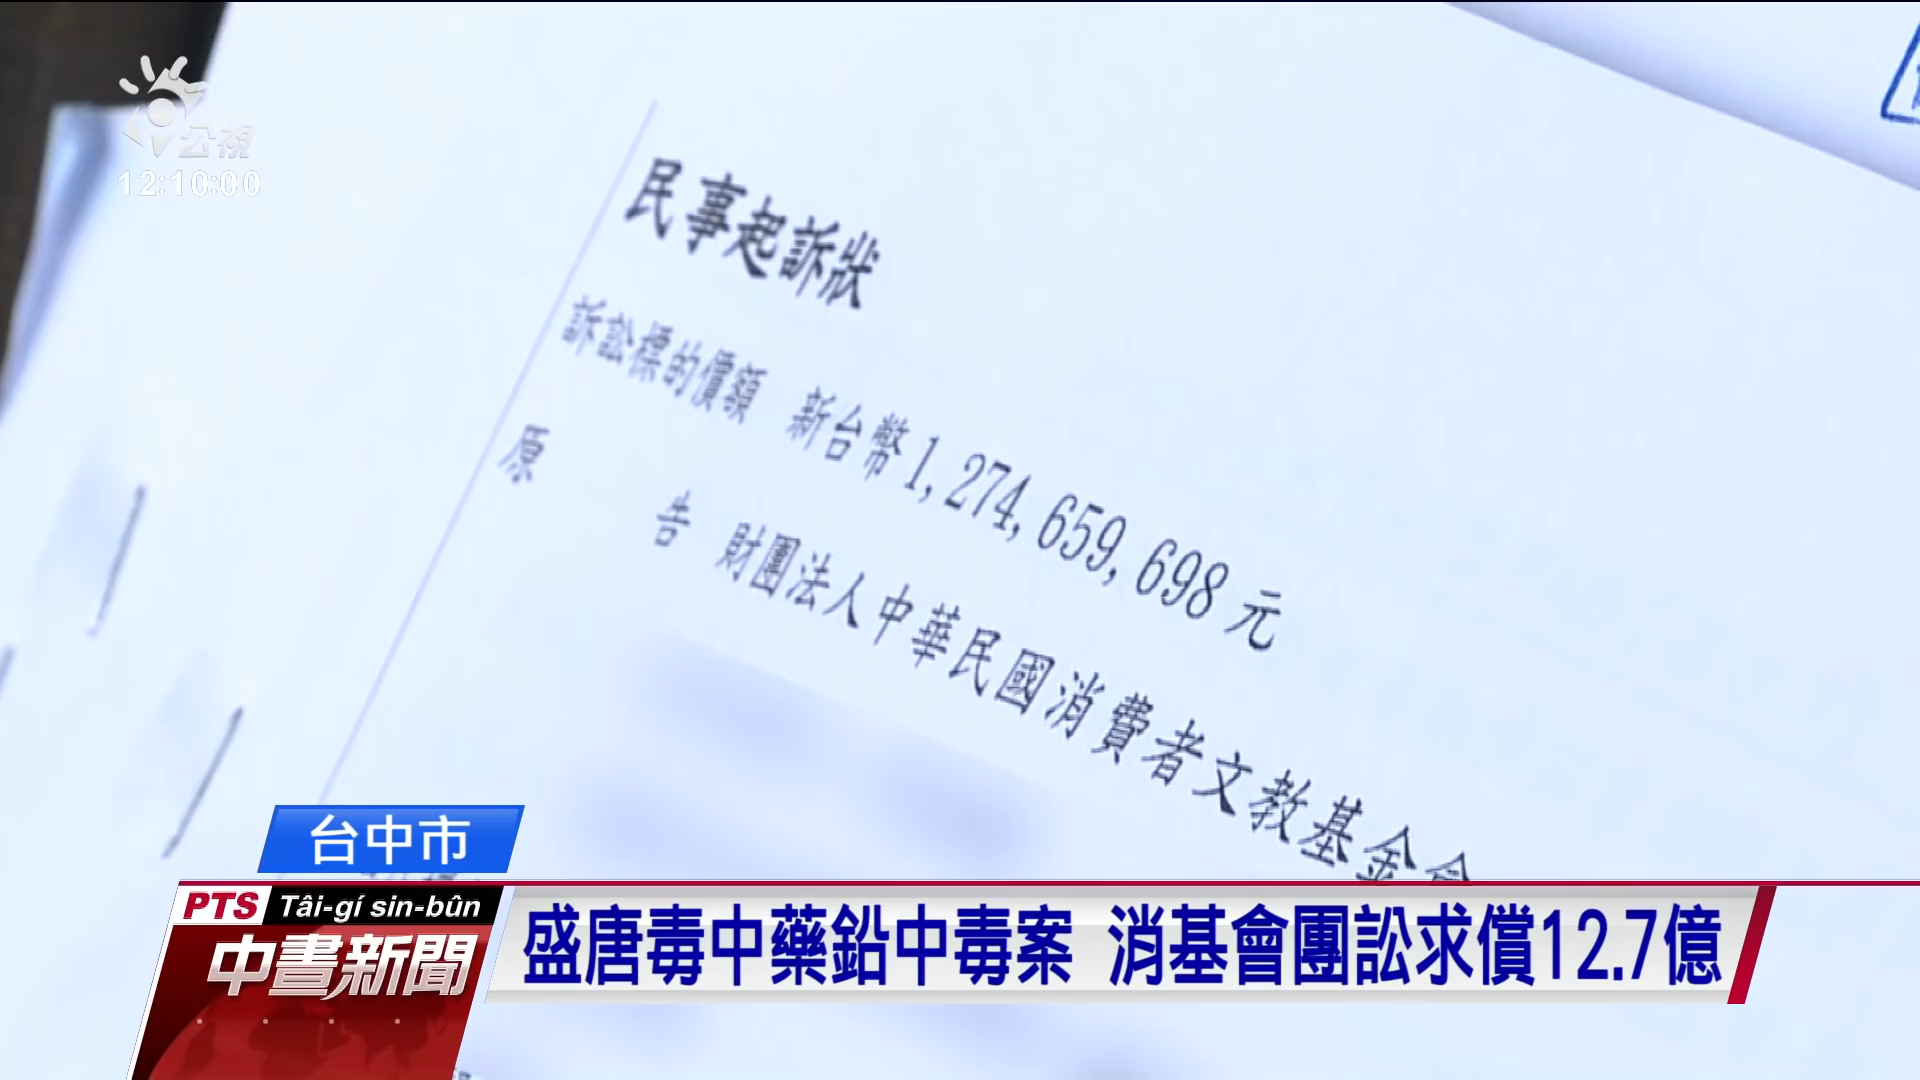 公視
12:10:00
民事起訴狀
訴訟標的價額 新台幣1,274,659,698元
原 告 財團法人中華民國消費者文教基金會
台中市
PTS Tâi-gí sin-bûn
中晝新聞
盛唐毒中藥鉛中毒案 消基會團訟求償12.7億